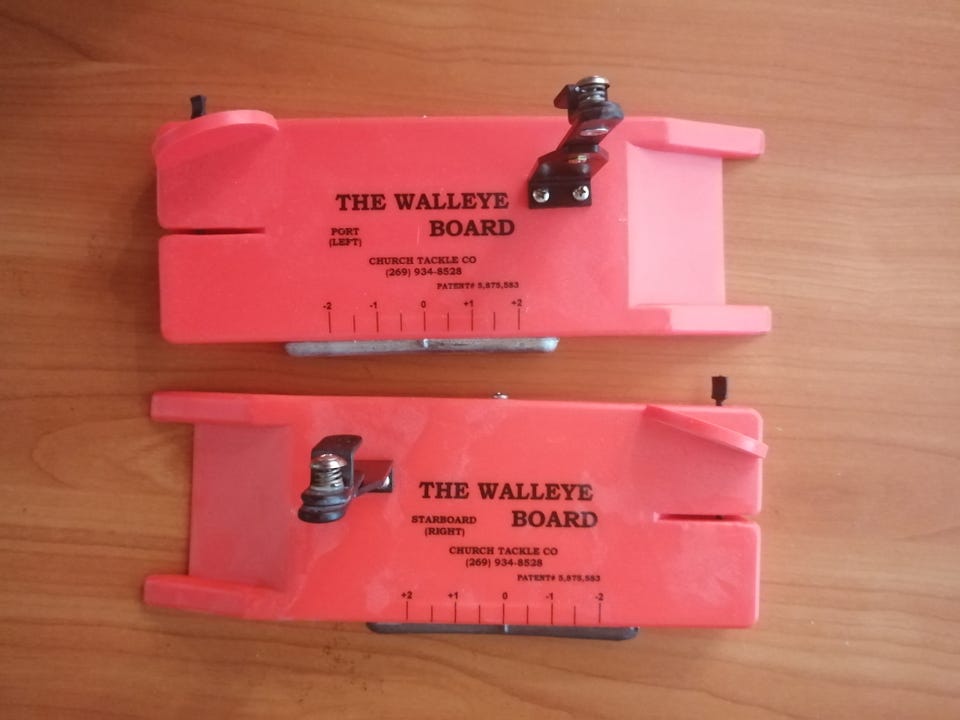 THE WALLEYE
BOARD
PORT
(LEFT)
CHURCH TACKLE CO
(269) 934-8528
PATENT# 5,875,583
-2 -1 0 +1 +2
THE WALLEYE
BOARD
STARBOARD
(RIGHT)
CHURCH TACKLE CO
(269) 934-8528
PATENT# 5,875,583
+2 +1 0 -1 -2